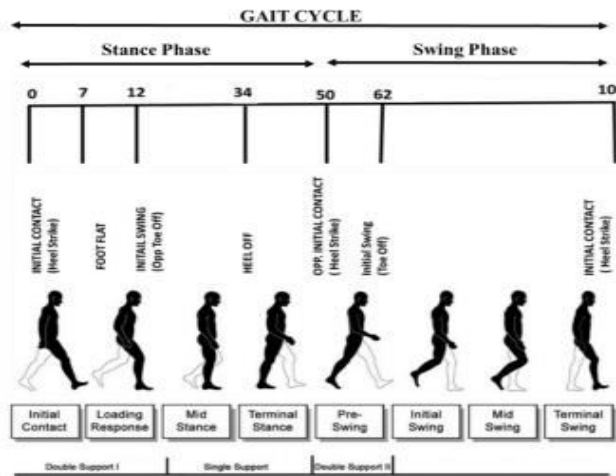 GAIT CYCLE
Stance Phase
Swing Phase
0
7
12
34
50
62
10
INITIAL CONTACT
(Heel Strike)
FOOT FLAT
INITAIL SWING
(Opp Toe Off)
HEEL OFF
OPP. INITIAL CONTACT
( Heel Strike)
Initial Swing
(Toe Off)
INITIAL CONTACT
( Heel Strike)
Initial
Contact
Loading
Response
Mid
Stance
Terminal
Stance
Pre-
Swing
Initial
Swing
Mid
Swing
Terminal
Swing
Double Support I
Single Support
Double Support II